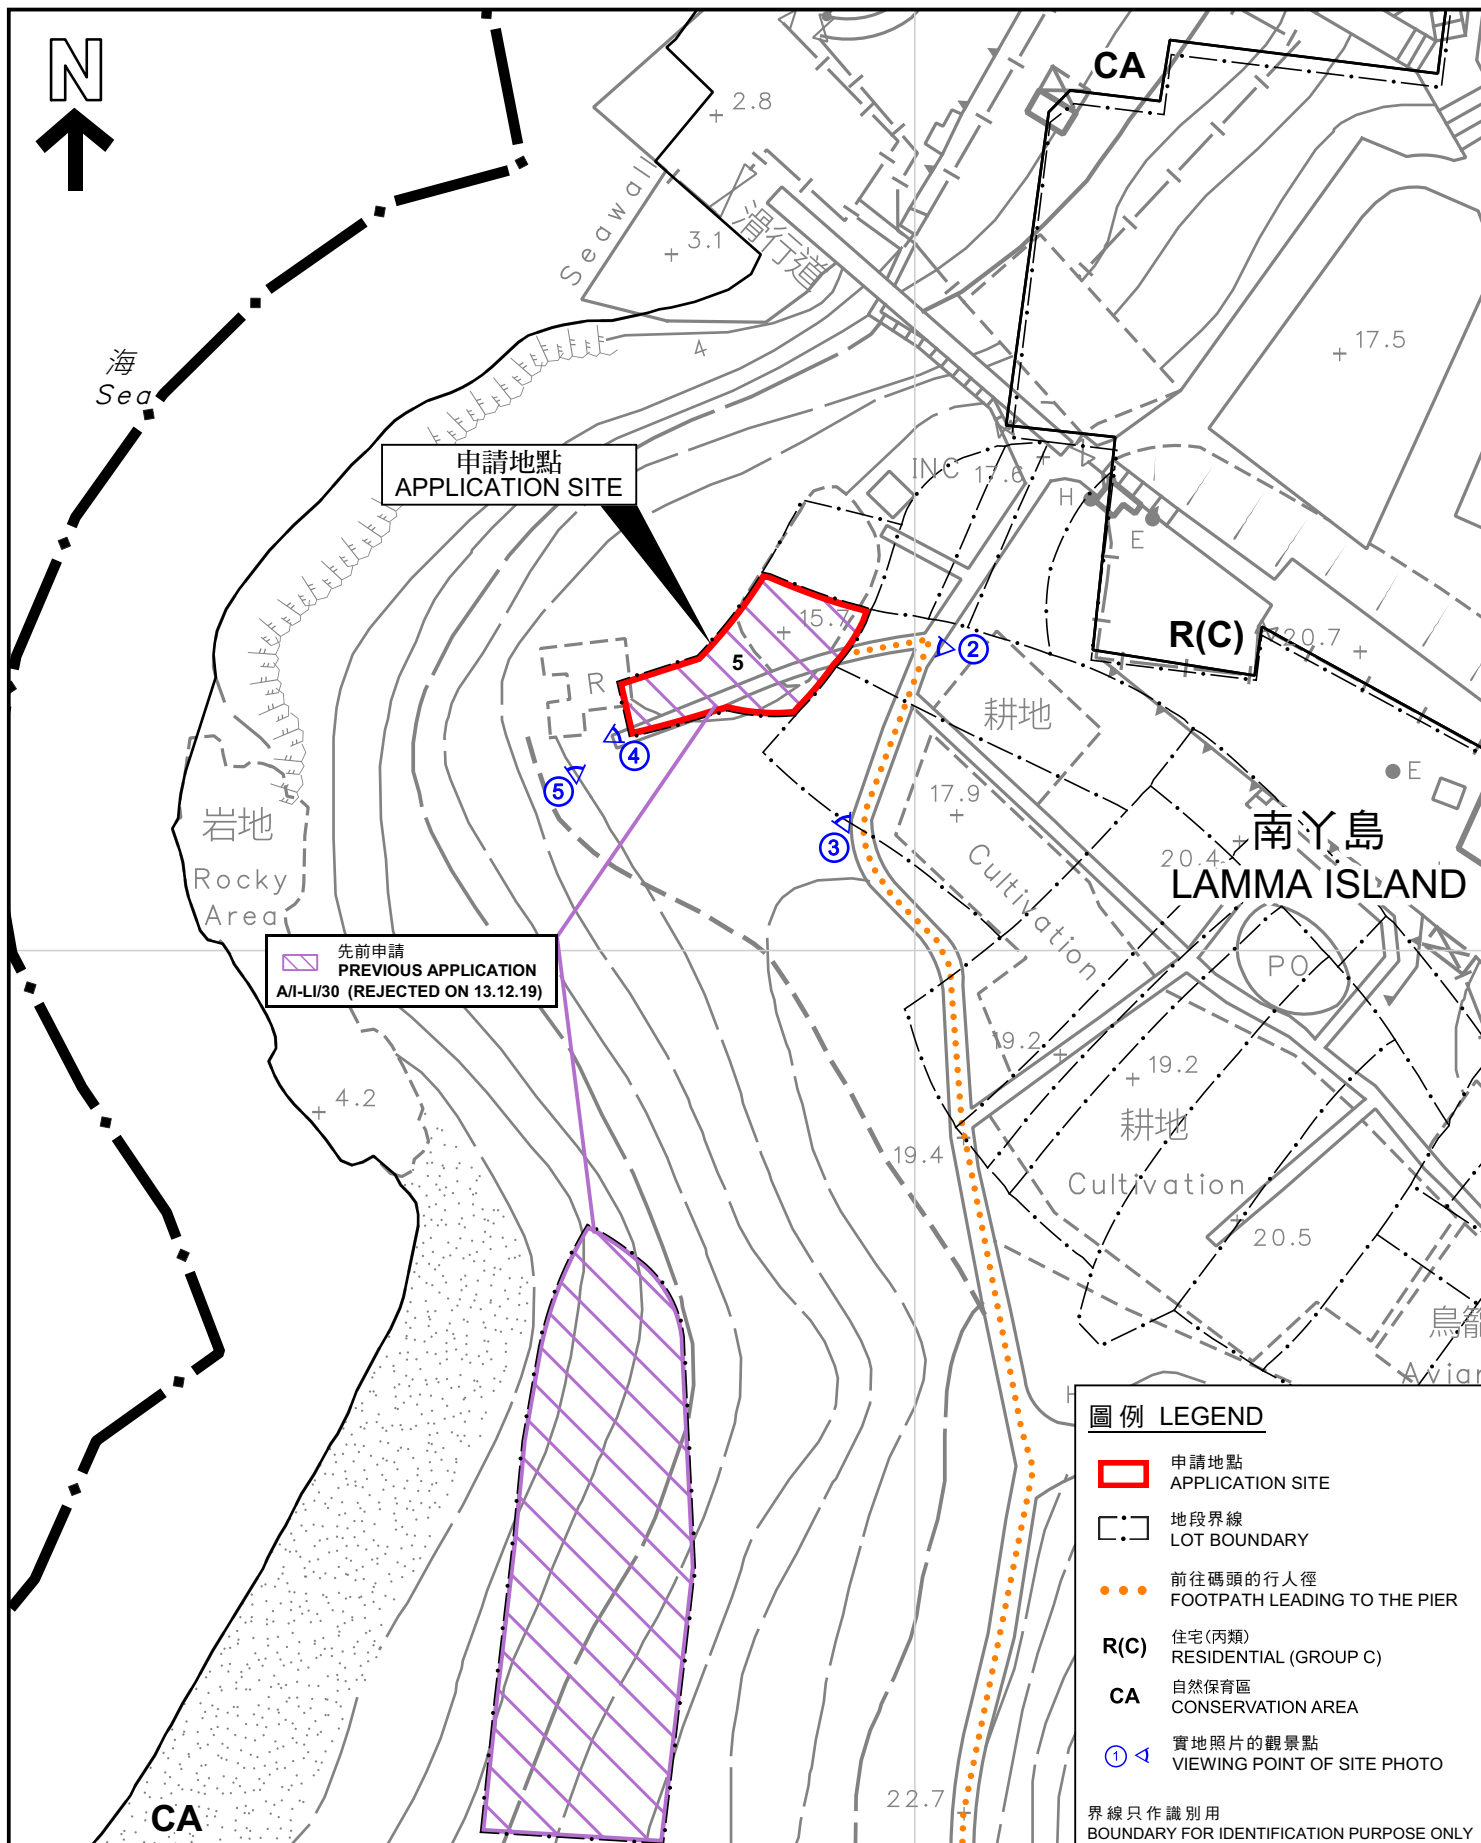 N
CA
2.8
Seawall
3.1
滑行道
17.5
海
Sea
4
申請地點
APPLICATION SITE
INC
17.6
H
E
15.7
5
R(C)
20.7
2
R
耕地
4
5
E
17.9
3
岩地
Rocky
Area
南丫島
LAMMA ISLAND
20.4
Cultivation
先前申請
PREVIOUS APPLICATION
A/I-LI/30 (REJECTED ON 13.12.19)
PO
19.2
19.2
4.2
耕地
19.4
Cultivation
20.5
22.7
CA
圖例 LEGEND
申請地點
APPLICATION SITE
地段界線
LOT BOUNDARY
前往碼頭的行人徑
FOOTPATH LEADING TO THE PIER
R(C) 住宅(丙類)
RESIDENTIAL (GROUP C)
CA 自然保育區
CONSERVATION AREA
1 實地照片的觀景點
VIEWING POINT OF SITE PHOTO
界線只作識別用
BOUNDARY FOR IDENTIFICATION PURPOSE ONLY